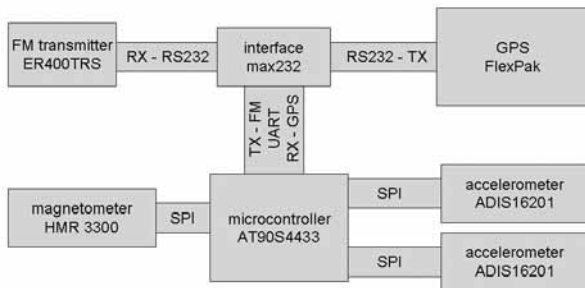 FM transmitter
ER400TRS
RX - RS232
interface
max232
RS232 - TX
GPS
FlexPak
TX - FM
UART
RX - GPS
magnetometer
HMR 3300
SPI
microcontroller
AT90S4433
SPI
accelerometer
ADIS16201
SPI
accelerometer
ADIS16201